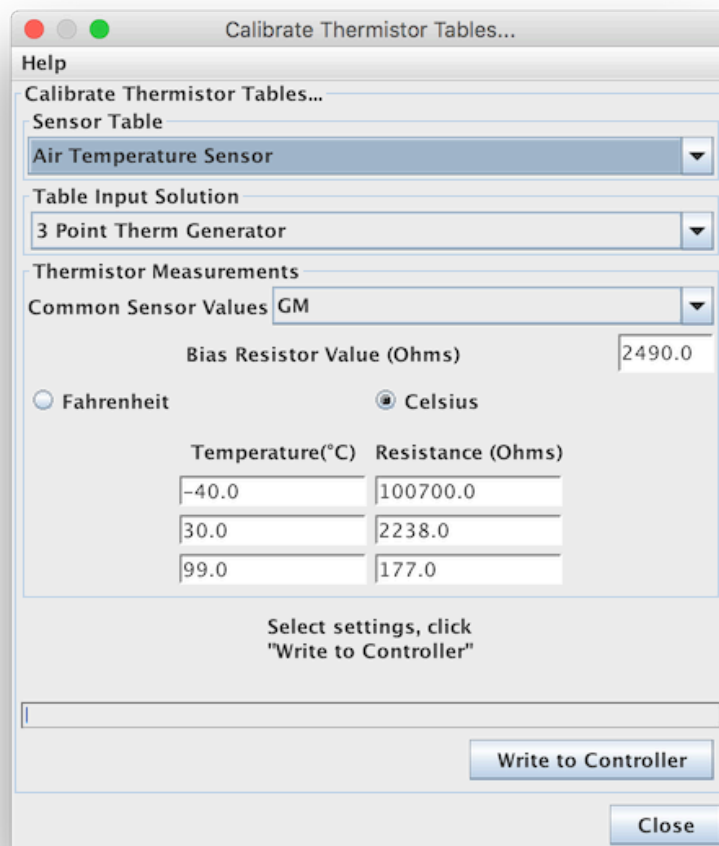 Calibrate Thermistor Tables...
Help
Calibrate Thermistor Tables...
Sensor Table
Air Temperature Sensor
Table Input Solution
3 Point Therm Generator
Thermistor Measurements
Common Sensor Values GM
Bias Resistor Value (Ohms) 2490.0
Fahrenheit Celsius
Temperature(°C) Resistance (Ohms)
-40.0 100700.0
30.0 2238.0
99.0 177.0
Select settings, click
"Write to Controller"
Write to Controller
Close